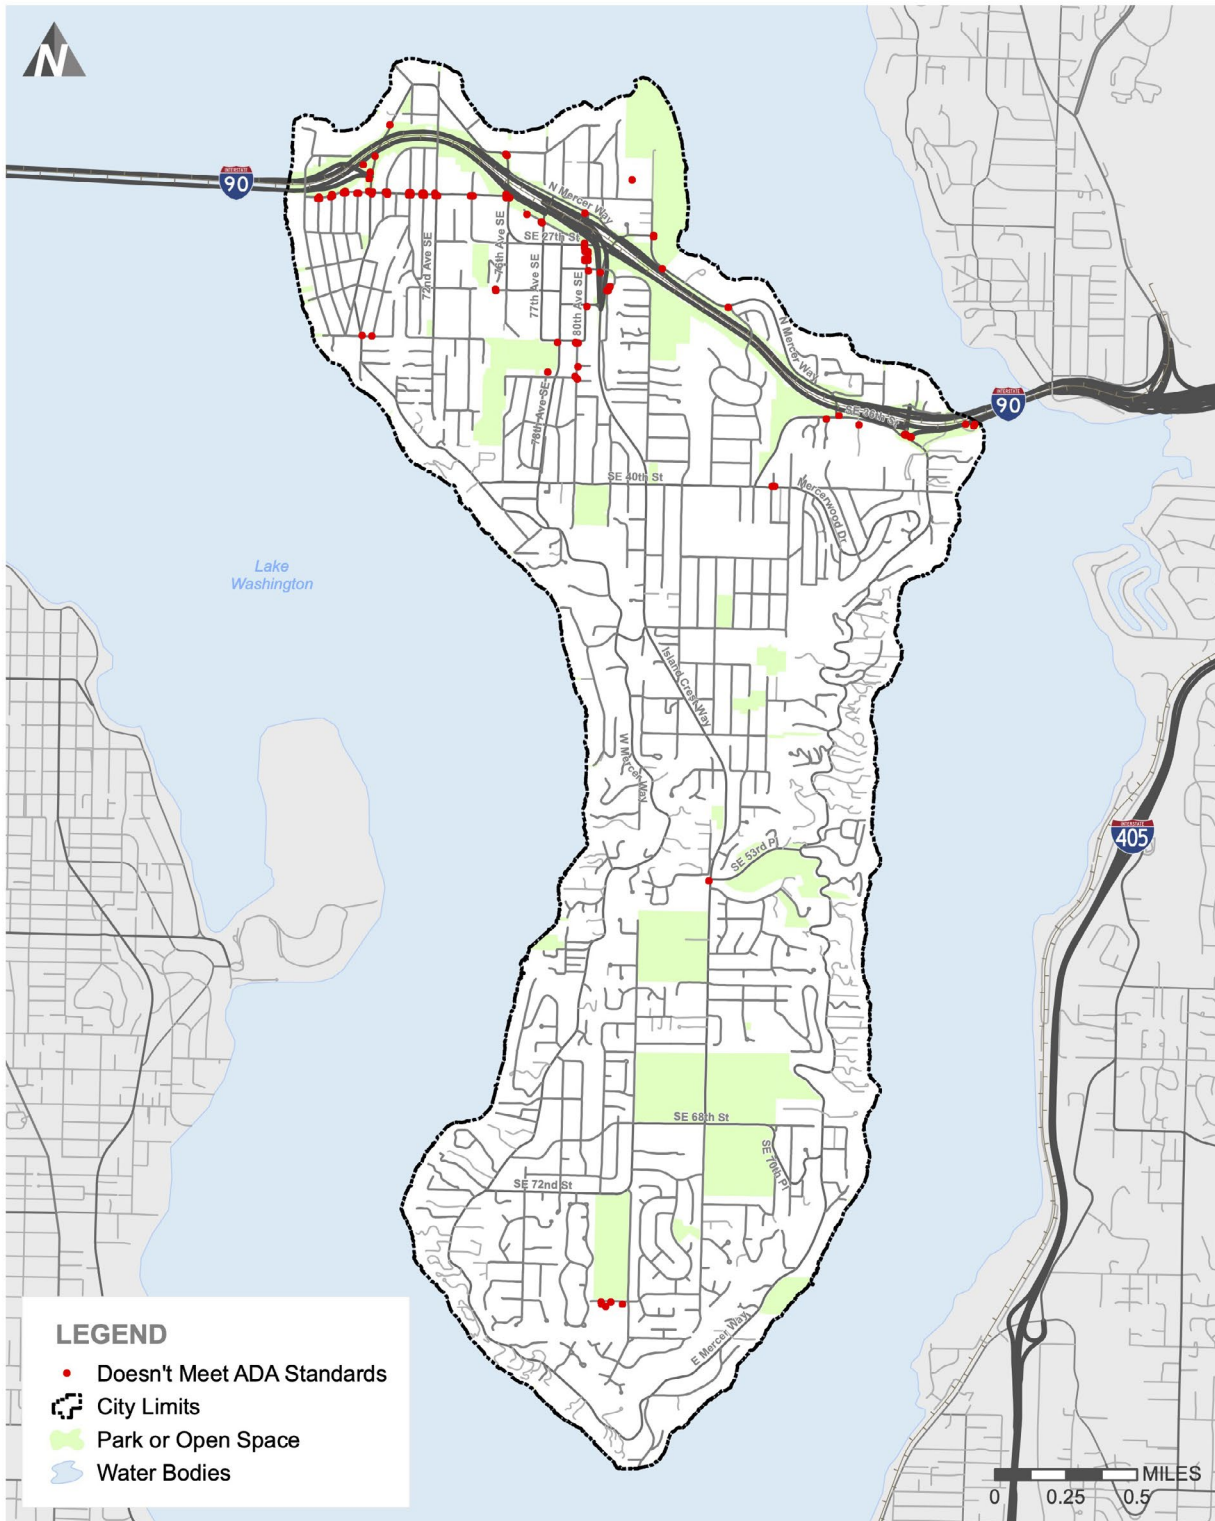 N
INTERSTATE
90
N Mercer Way
SE 27th St
72nd Ave SE
76th Ave SE
77th Ave SE
80th Ave SE
N Mercer Way
INTERSTATE
90
SE 36th St
78th Ave SE
SE 40th St
Mercerwood Dr
Lake
Washington
Island Crest Way
W Mercer Way
INTERSTATE
405
SE 53rd Pl
SE 68th St
SE 70th Pl
SE 72nd St
E Mercer Way
LEGEND
Doesn't Meet ADA Standards
City Limits
Park or Open Space
Water Bodies
MILES
0 0.25 0.5